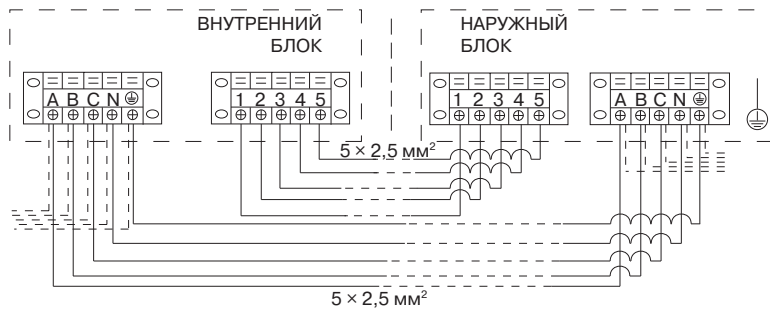 ВНУТРЕННИЙ
БЛОК
НАРУЖНЫЙ
БЛОК
A B C N
1 2 3 4 5
1 2 3 4 5
A B C N
5 × 2,5 мм²
5 × 2,5 мм²